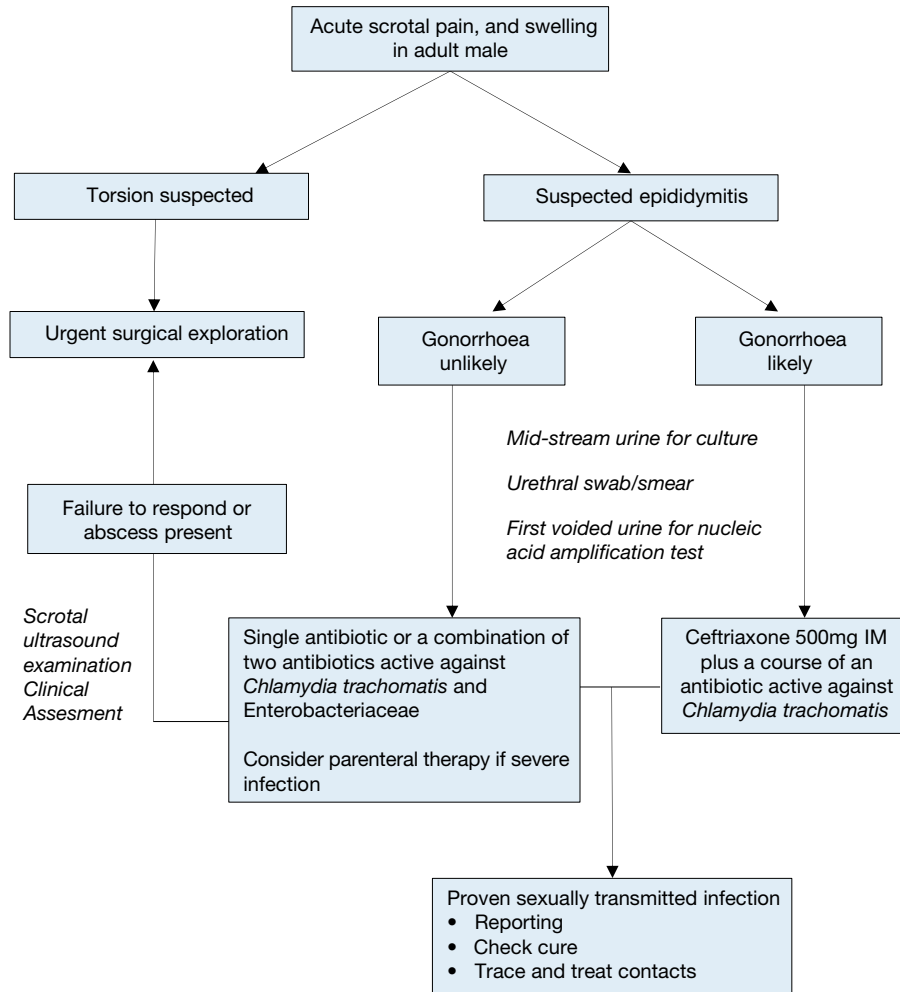 Acute scrotal pain, and swelling
in adult male
Torsion suspected
Suspected epididymitis
Urgent surgical exploration
Gonorrhoea
unlikely
Gonorrhoea
likely
Mid-stream urine for culture
Urethral swab/smear
First voided urine for nucleic
acid amplification test
Failure to respond or
abscess present
Scrotal
ultrasound
examination
Clinical
Assesment
Single antibiotic or a combination of
two antibiotics active against
Chlamydia trachomatis and
Enterobacteriaceae
Consider parenteral therapy if severe
infection
Ceftriaxone 500mg IM
plus a course of an
antibiotic active against
Chlamydia trachomatis
Proven sexually transmitted infection
• Reporting
• Check cure
• Trace and treat contacts